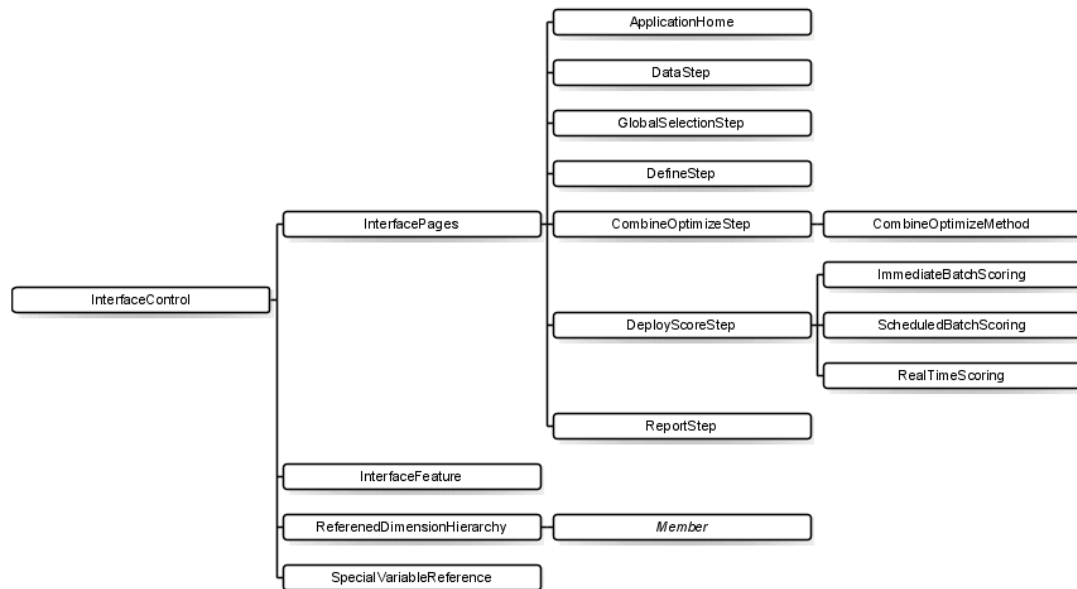 ApplicationHome
DataStep
GlobalSelectionStep
DefineStep
InterfacePages
CombineOptimizeStep
CombineOptimizeMethod
ImmediateBatchScoring
InterfaceControl
DeployScoreStep
ScheduledBatchScoring
RealTimeScoring
ReportStep
InterfaceFeature
ReferenedDimensionHierarchy
Member
SpecialVariableReference